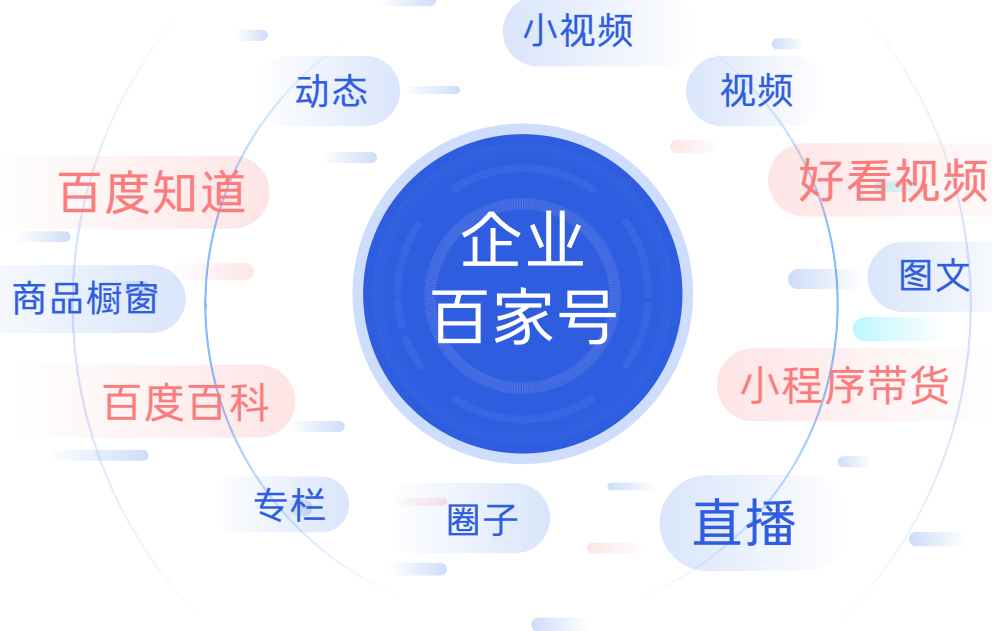 小视频
动态
视频
百度知道
好看视频
企业
百家号
图文
商品橱窗
小程序带货
百度百科
专栏
圈子
直播